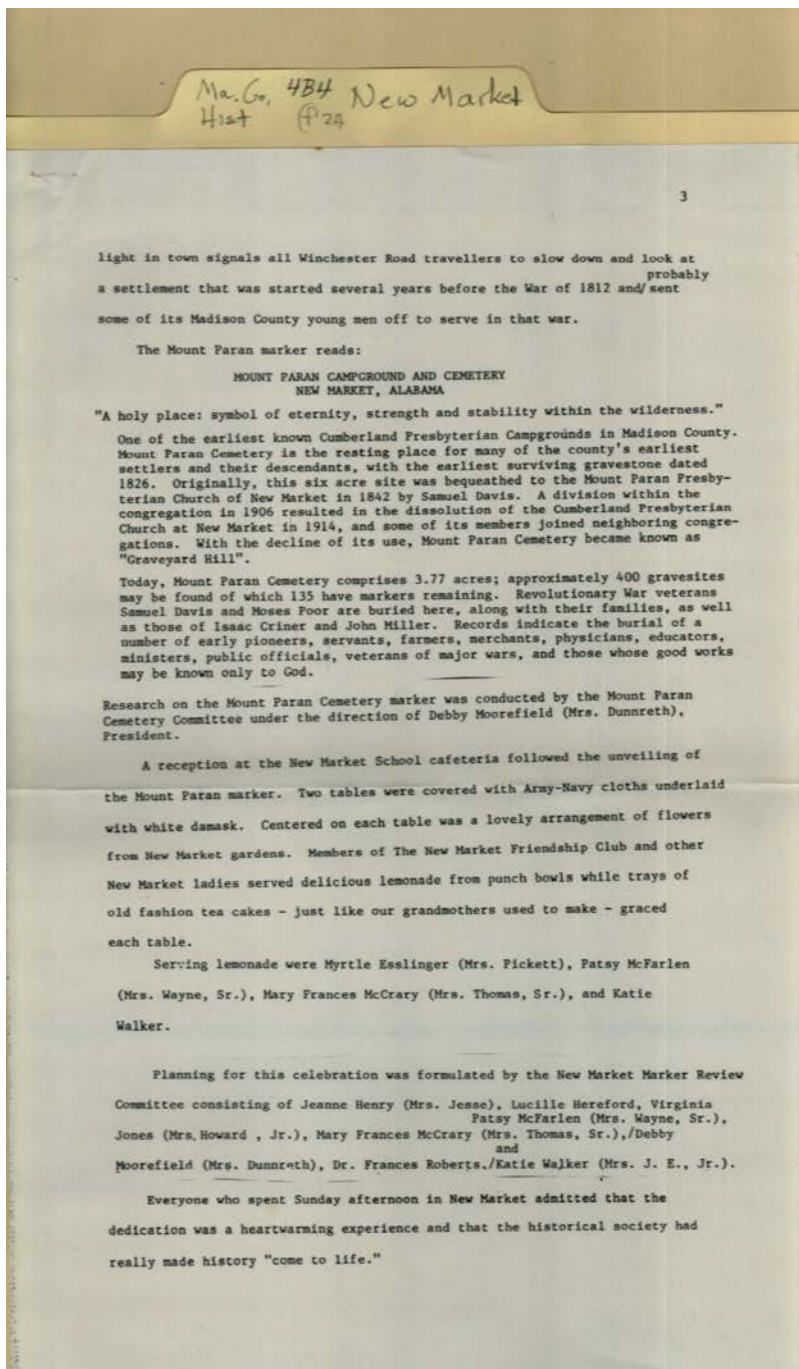 Ma. Co, 4B4 New Market
Hist f 24
3
light in town signals all Winchester Road travellers to slow down and look at
probably
a settlement that was started several years before the War of 1812 and/sent
some of its Madison County young men off to serve in that war.
The Mount Paran marker reads:
MOUNT PARAN CAMPGROUND AND CEMETERY
NEW MARKET, ALABAMA
"A holy place: symbol of eternity, strength and stability within the wilderness."
One of the earliest known Cumberland Presbyterian Campgrounds in Madison County.
Mount Paran Cemetery is the resting place for many of the county's earliest
settlers and their descendants, with the earliest surviving gravestone dated
1826. Originally, this six acre site was bequeathed to the Mount Paran Presby-
terian Church of New Market in 1842 by Samuel Davis. A division within the
congregation in 1906 resulted in the dissolution of the Cumberland Presbyterian
Church at New Market in 1914, and some of its members joined neighboring congre-
gations. With the decline of its use, Mount Paran Cemetery became known as
"Graveyard Hill".
Today, Mount Paran Cemetery comprises 3.77 acres; approximately 400 gravesites
may be found of which 135 have markers remaining. Revolutionary War veterans
Samuel Davis and Moses Poor are buried here, along with their families, as well
as those of Isaac Criner and John Miller. Records indicate the burial of a
number of early pioneers, servants, farmers, merchants, physicians, educators,
ministers, public officials, veterans of major wars, and those whose good works
may be known only to God.
Research on the Mount Paran Cemetery marker was conducted by the Mount Paran
Cemetery Committee under the direction of Debby Moorefield (Mrs. Dunnreth),
President.
A reception at the New Market School cafeteria followed the unveiling of
the Mount Paran marker. Two tables were covered with Army-Navy cloths underlaid
with white damask. Centered on each table was a lovely arrangement of flowers
from New Market gardens. Members of The New Market Friendship Club and other
New Market ladies served delicious lemonade from punch bowls while trays of
old fashion tea cakes - just like our grandmothers used to make - graced
each table.
Serving lemonade were Myrtle Esslinger (Mrs. Pickett), Patsy McFarlen
(Mrs. Wayne, Sr.), Mary Frances McCrary (Mrs. Thomas, Sr.), and Katie
Walker.
Planning for this celebration was formulated by the New Market Marker Review
Committee consisting of Jeanne Henry (Mrs. Jesse), Lucille Hereford, Virginia
Patsy McFarlen (Mrs. Wayne, Sr.),
Jones (Mrs. Howard , Jr.), Mary Frances McCrary (Mrs. Thomas, Sr.),/Debby
and
Moorefield (Mrs. Dunnreth), Dr. Frances Roberts./Katie Walker (Mrs. J. E., Jr.).
Everyone who spent Sunday afternoon in New Market admitted that the
dedication was a heartwarming experience and that the historical society had
really made history "come to life."